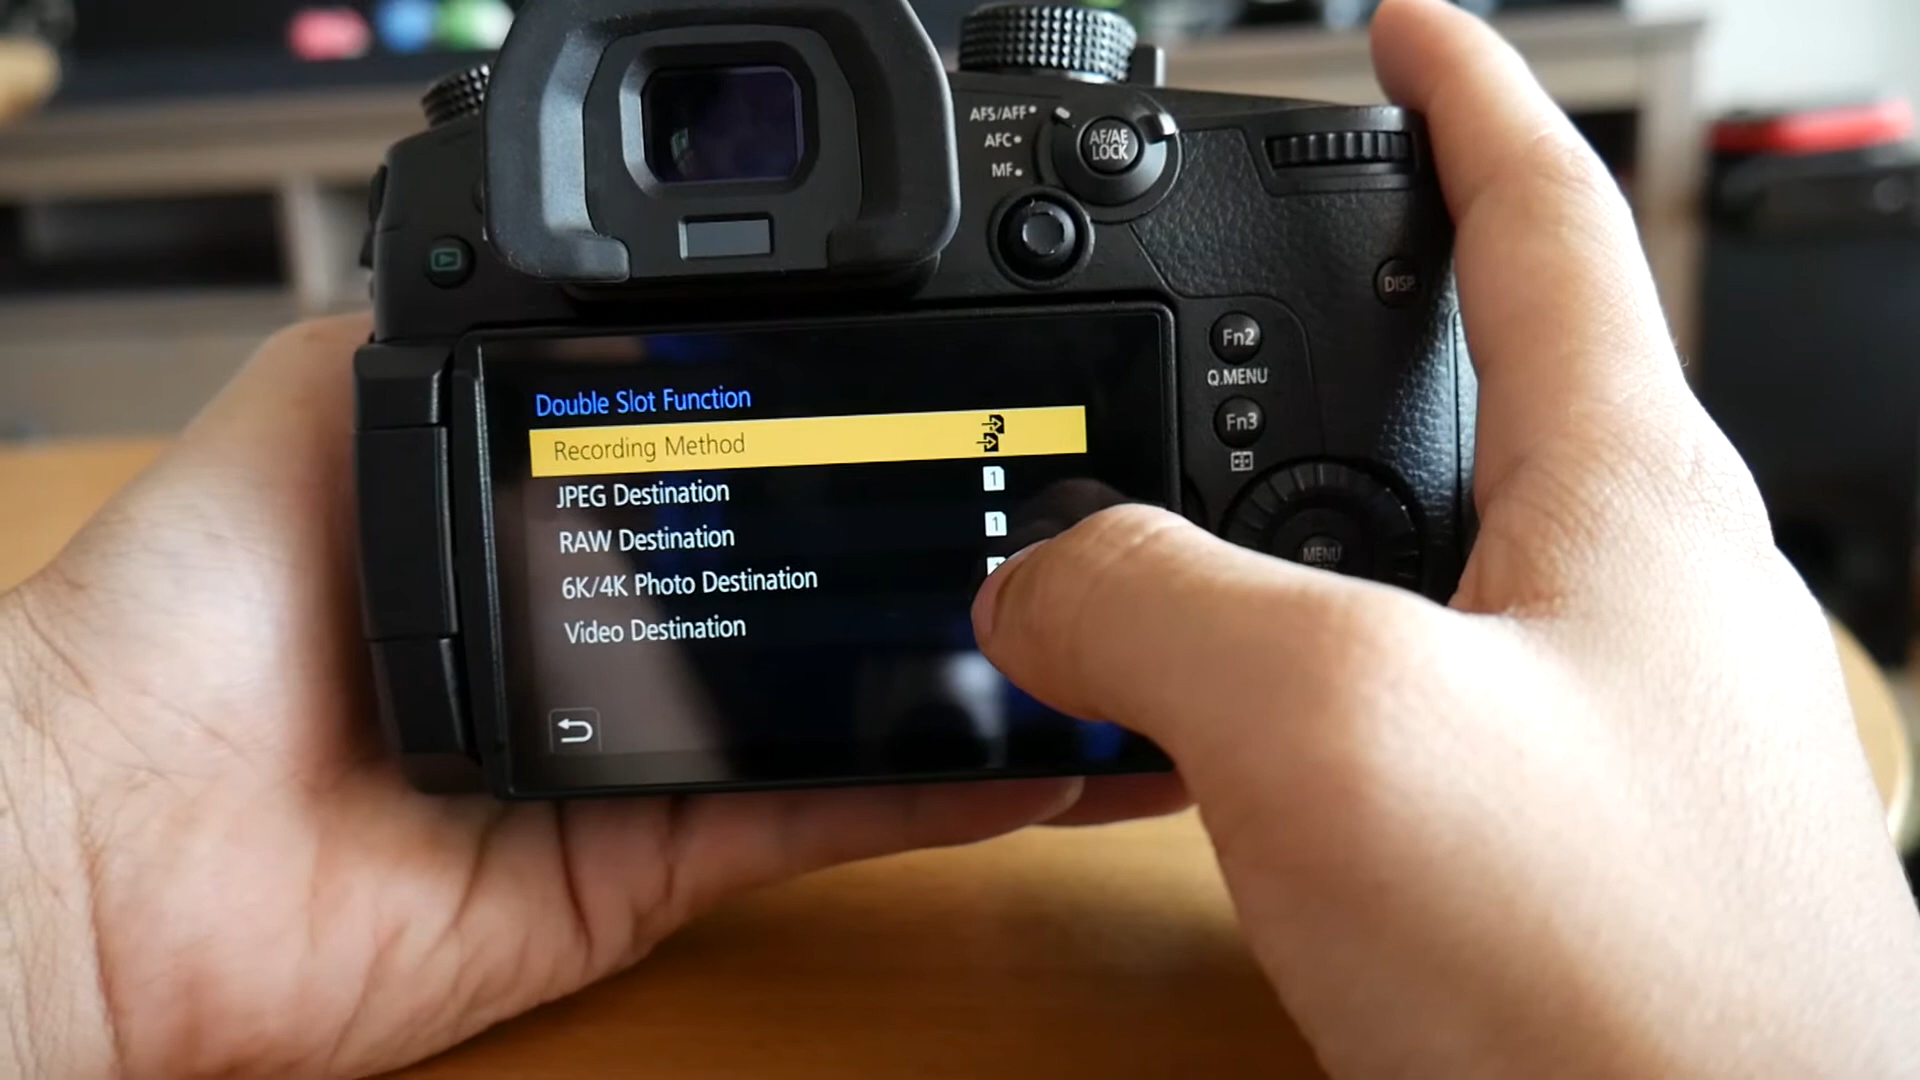 AFS/AFF
AFC
MF
AF/AE
LOCK
DISP.
Fn2
Q.MENU
Fn3
MENU
Double Slot Function
Recording Method
JPEG Destination 1
RAW Destination 1
6K/4K Photo Destination
Video Destination